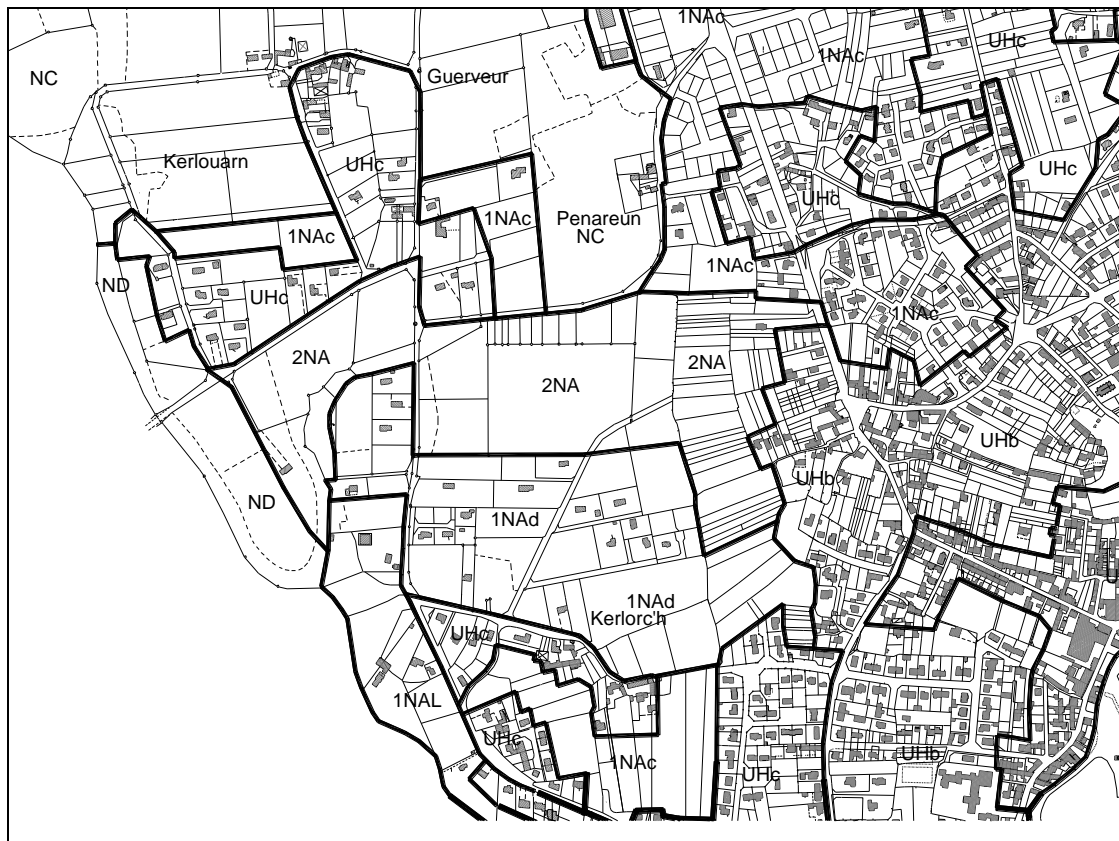 1NAc
UHc
1NAc
NC
Guerveur
Kerlouarn
UHc
UHc
UHc
1NAc
Penareun
NC
1NAc
1NAc
ND
UHc
1NAc
2NA
2NA
2NA
UHb
UHb
ND
1NAd
1NAd
Kerlorc'h
UHc
1NAL
UHc
1NAc
UHc
UHb